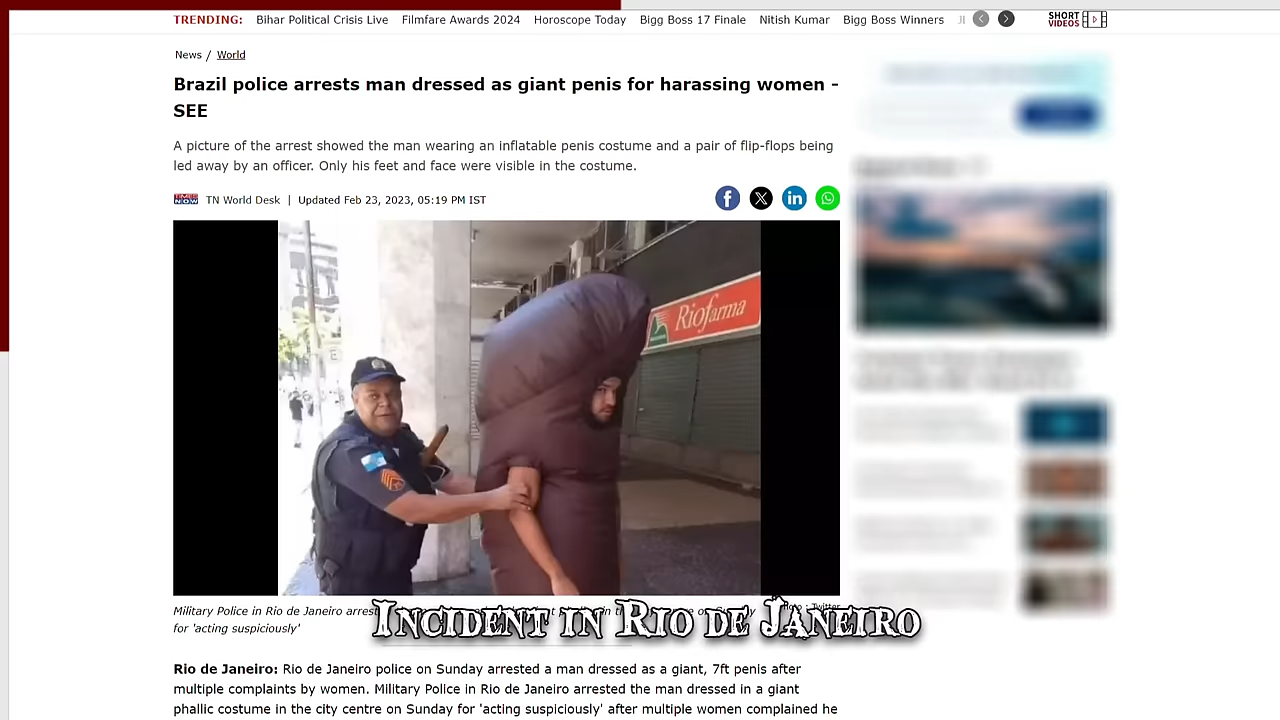 TRENDING: Bihar Political Crisis Live Filmfare Awards 2024 Horoscope Today Bigg Boss 17 Finale Nitish Kumar Bigg Boss Winners
SHORT
VIDEOS
News / World
Brazil police arrests man dressed as giant penis for harassing women -
SEE
A picture of the arrest showed the man wearing an inflatable penis costume and a pair of flip-flops being
led away by an officer. Only his feet and face were visible in the costume.
TIMES
NOW
TN World Desk | Updated Feb 23, 2023, 05:19 PM IST
Riofarma
Photo : Twitter
Military Police in Rio de Janeiro
for 'acting suspiciously'
Incident in Rio de Janeiro
Rio de Janeiro: Rio de Janeiro police on Sunday arrested a man dressed as a giant, 7ft penis after
multiple complaints by women. Military Police in Rio de Janeiro arrested the man dressed in a giant
phallic costume in the city centre on Sunday for 'acting suspiciously' after multiple women complained he